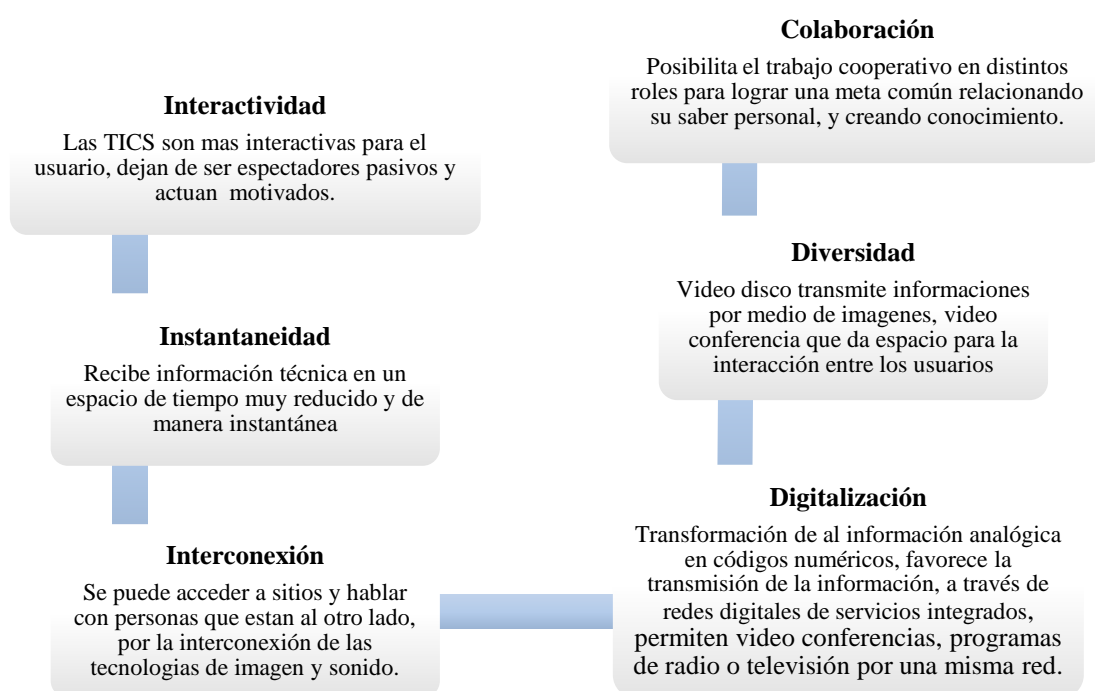 Interactividad
Las TICS son mas interactivas para el
usuario, dejan de ser espectadores pasivos y
actuan motivados.
Instantaneidad
Recibe información técnica en un
espacio de tiempo muy reducido y de
manera instantánea
Interconexión
Se puede acceder a sitios y hablar
con personas que estan al otro lado,
por la interconexión de las
tecnologias de imagen y sonido.
Digitalización
Transformación de al información analógica
en códigos numéricos, favorece la
transmisión de la información, a través de
redes digitales de servicios integrados,
permiten video conferencias, programas
de radio o televisión por una misma red.
Diversidad
Video disco transmite informaciones
por medio de imagenes, video
conferencia que da espacio para la
interacción entre los usuarios
Colaboración
Posibilita el trabajo cooperativo en distintos
roles para lograr una meta común relacionando
su saber personal, y creando conocimiento.